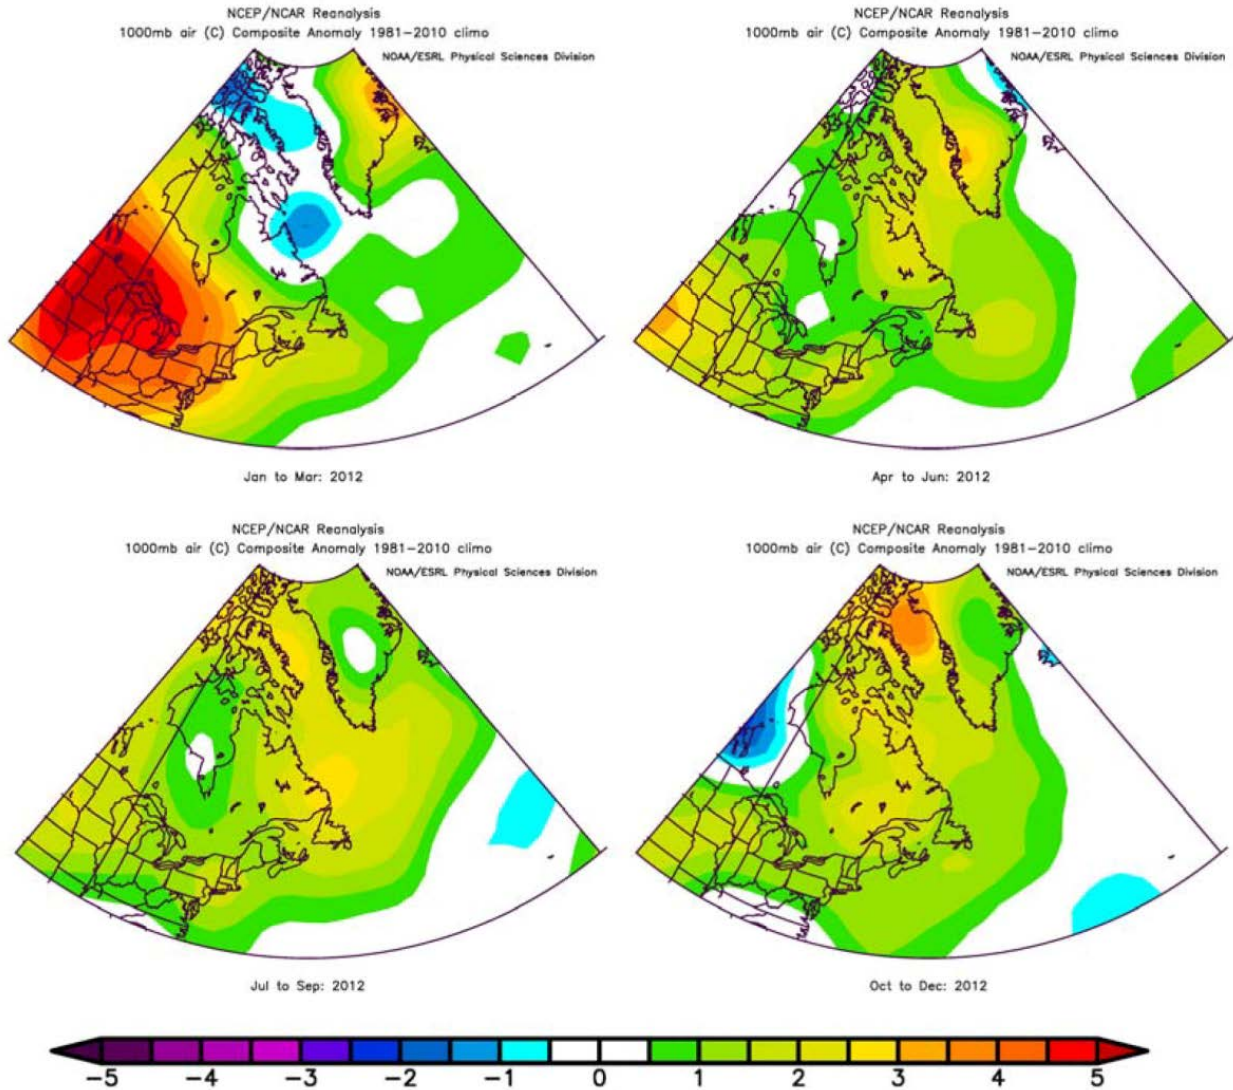 NCEP/NCAR Reanalysis
1000mb air (C) Composite Anomaly 1981-2010 climo
NOAA/ESRL Physical Sciences Division
Jan to Mar: 2012
NCEP/NCAR Reanalysis
1000mb air (C) Composite Anomaly 1981-2010 climo
NOAA/ESRL Physical Sciences Division
Apr to Jun: 2012
NCEP/NCAR Reanalysis
1000mb air (C) Composite Anomaly 1981-2010 climo
NOAA/ESRL Physical Sciences Division
Jul to Sep: 2012
NCEP/NCAR Reanalysis
1000mb air (C) Composite Anomaly 1981-2010 climo
NOAA/ESRL Physical Sciences Division
Oct to Dec: 2012
-5 -4 -3 -2 -1 0 1 2 3 4 5